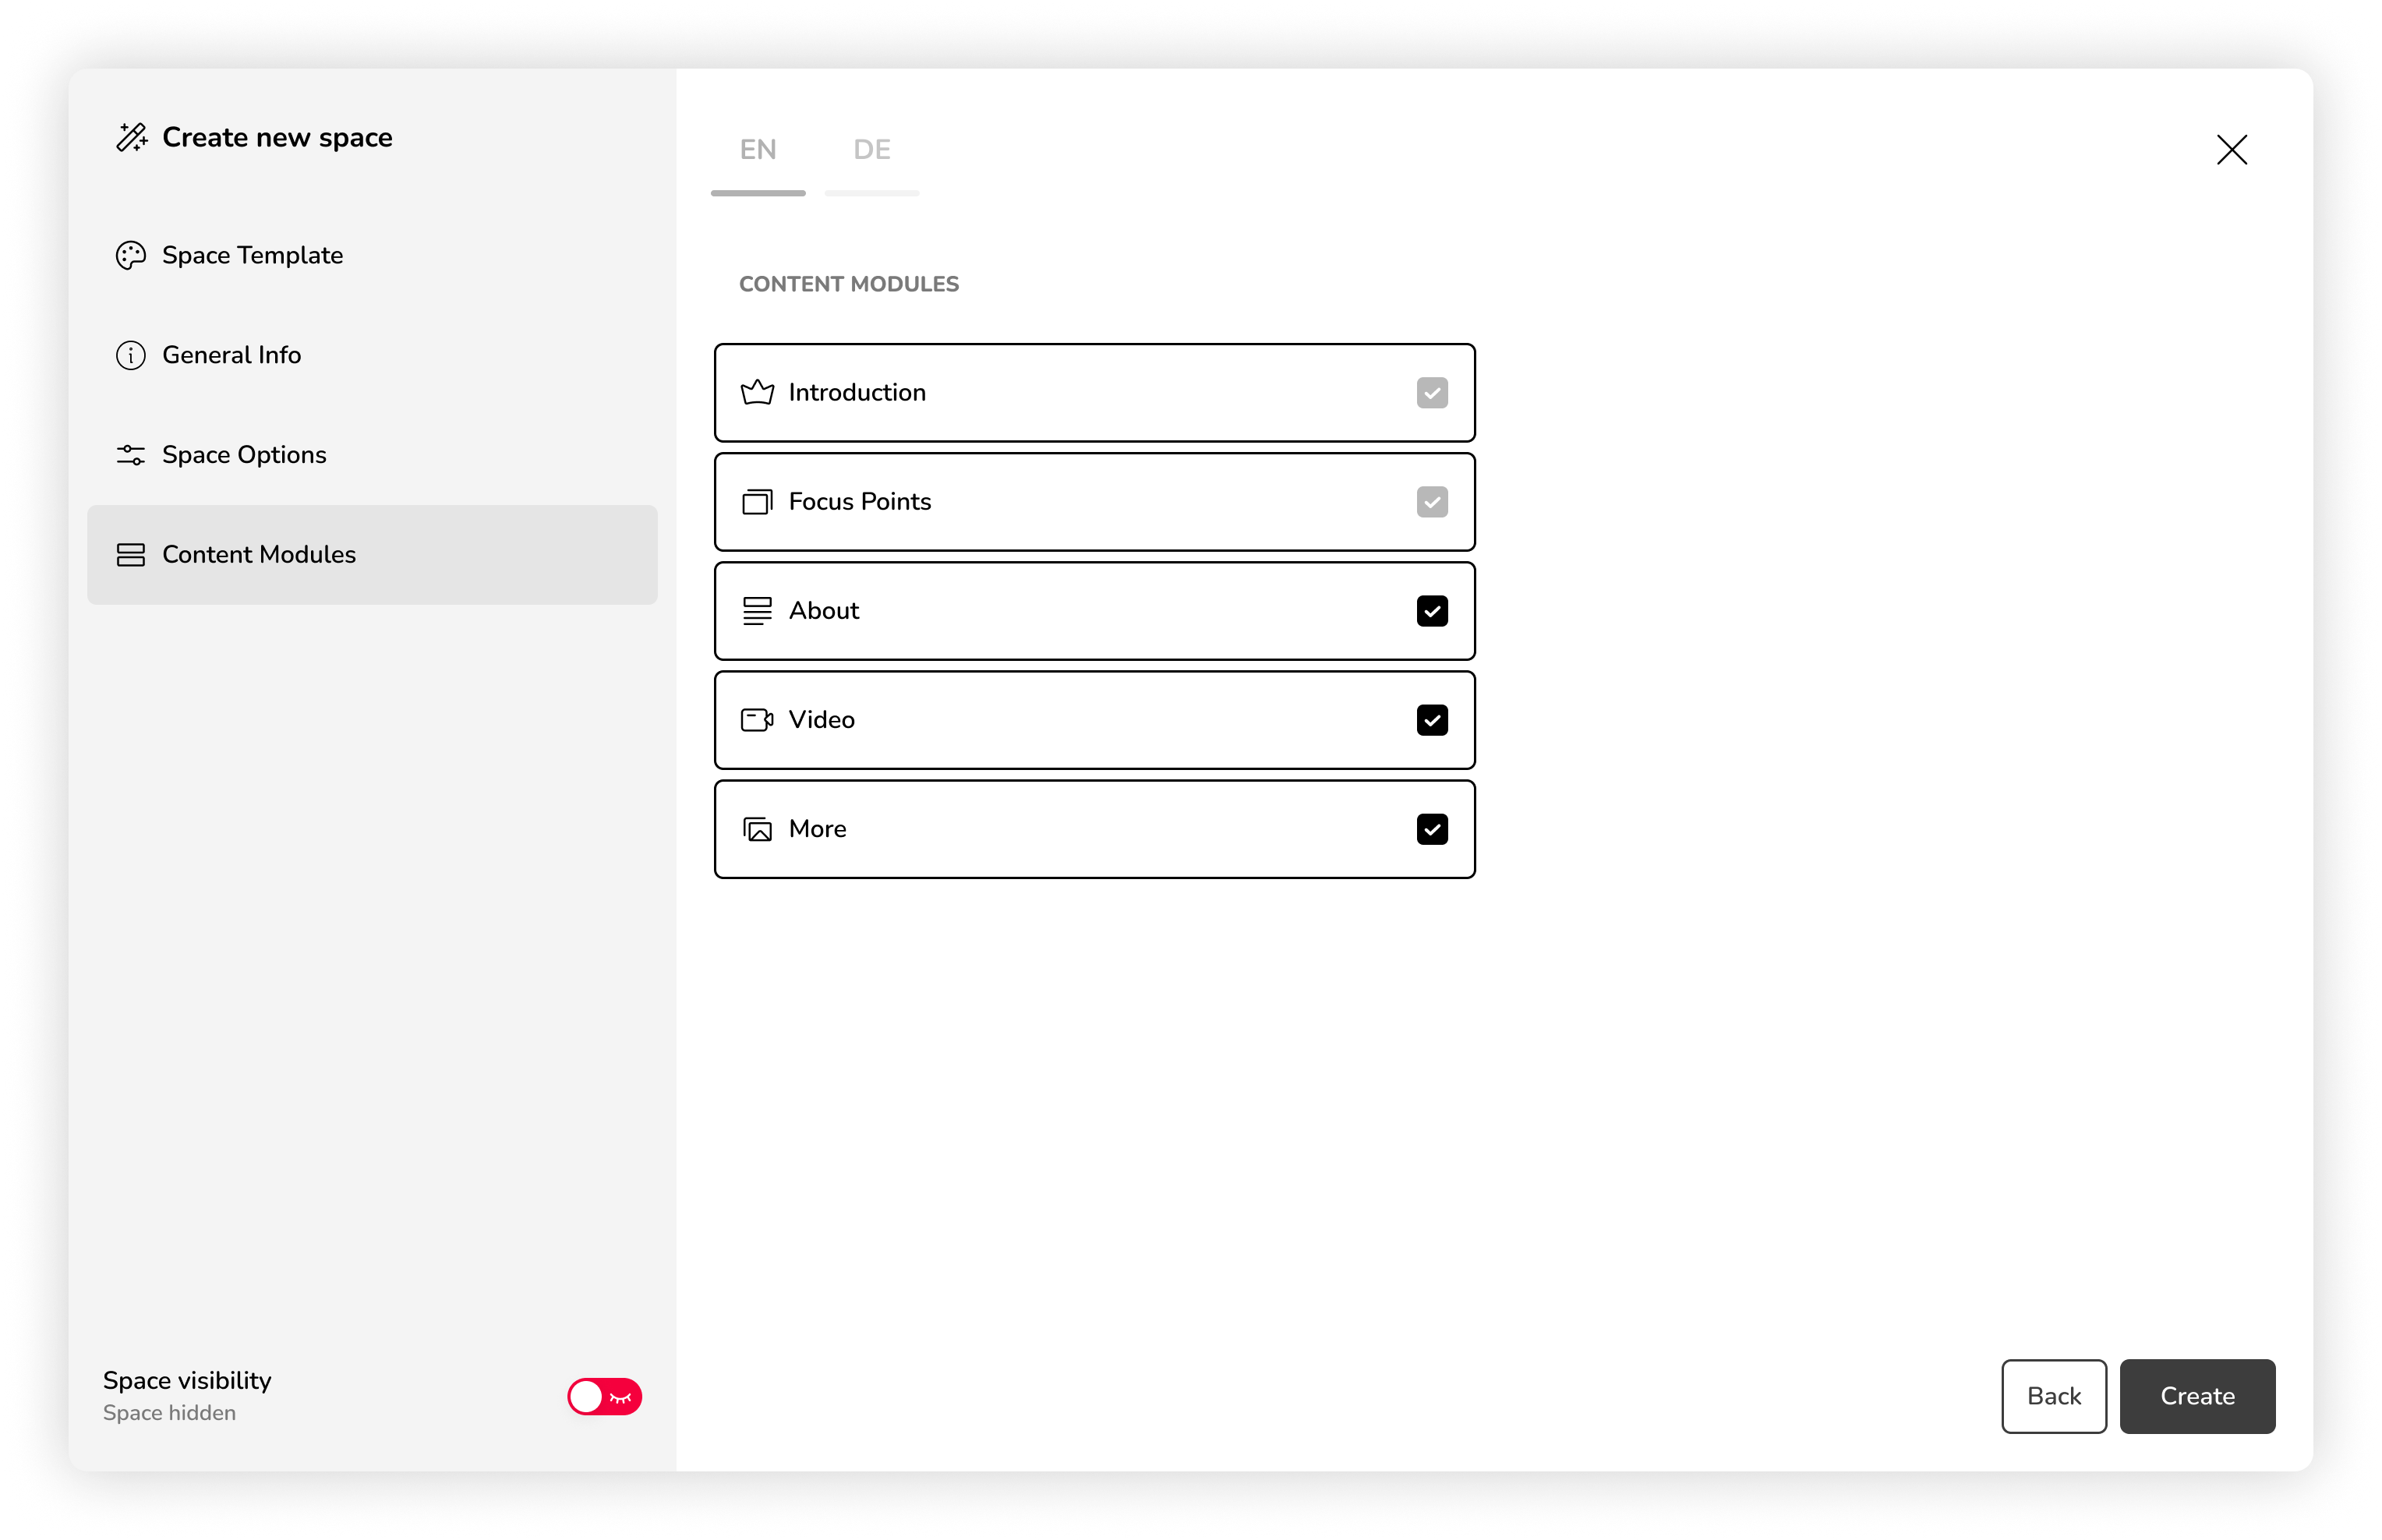 Create new space
Space Template
General Info
Space Options
Content Modules
Space visibility
Space hidden
EN DE
CONTENT MODULES
Introduction
Focus Points
About
Video
More
Back Create